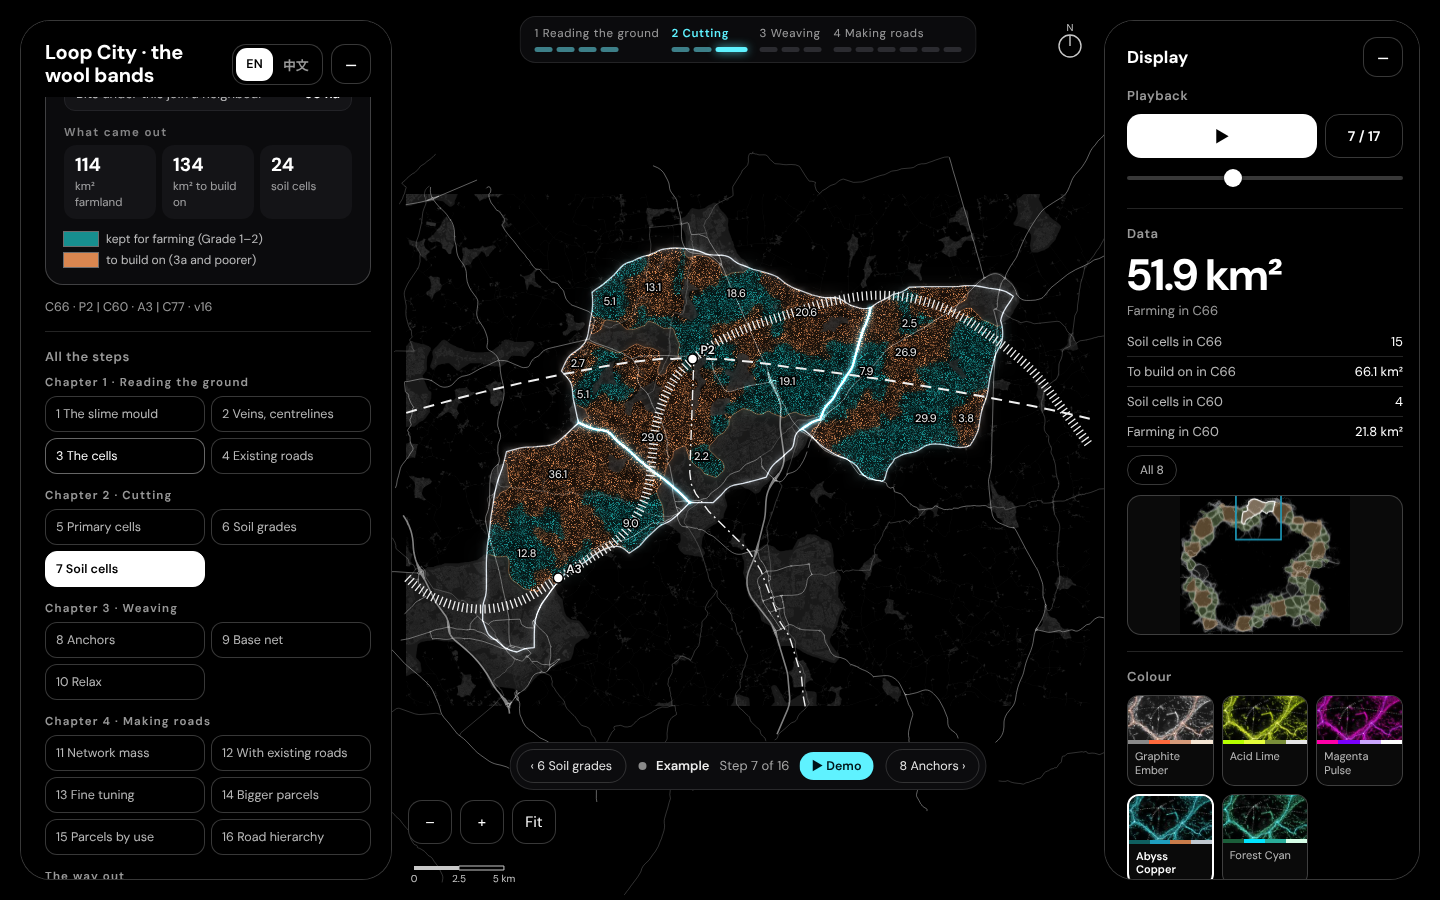 Loop City · the
wool bands
EN
中文
–
What came out
114
km²
farmland
134
km² to build
on
24
soil cells
kept for farming (Grade 1–2)
to build on (3a and poorer)
C66 · P2 | C60 · A3 | C77 · v16
All the steps
Chapter 1 · Reading the ground
1 The slime mould
2 Veins, centrelines
3 The cells
4 Existing roads
Chapter 2 · Cutting
5 Primary cells
6 Soil grades
7 Soil cells
Chapter 3 · Weaving
8 Anchors
9 Base net
10 Relax
Chapter 4 · Making roads
11 Network mass
12 With existing roads
13 Fine tuning
14 Bigger parcels
15 Parcels by use
16 Road hierarchy
The way out
1 Reading the ground
2 Cutting
3 Weaving
4 Making roads
N
5.1
13.1
18.6
20.6
2.5
26.9
P2
2.7
7.9
19.1
5.1
29.9
3.8
29.0
2.2
36.1
9.0
12.8
A3
‹ 6 Soil grades
Example
Step 7 of 16
▶ Demo
8 Anchors ›
–
+
Fit
0
2.5
5 km
Display
–
Playback
7 / 17
Data
51.9 km²
Farming in C66
Soil cells in C66
15
To build on in C66
66.1 km²
Soil cells in C60
4
Farming in C60
21.8 km²
All 8
Colour
Graphite
Ember
Acid Lime
Magenta
Pulse
Abyss
Copper
Forest Cyan